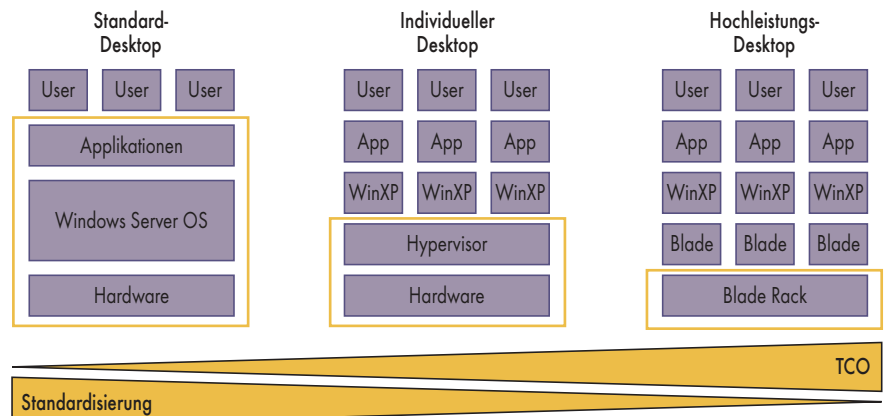 Standard-
Desktop
User User User
Applikationen
Windows Server OS
Hardware
Individueller
Desktop
User User User
App App App
WinXP WinXP WinXP
Hypervisor
Hardware
Hochleistungs-
Desktop
User User User
App App App
WinXP WinXP WinXP
Blade Blade Blade
Blade Rack
TCO
Standardisierung